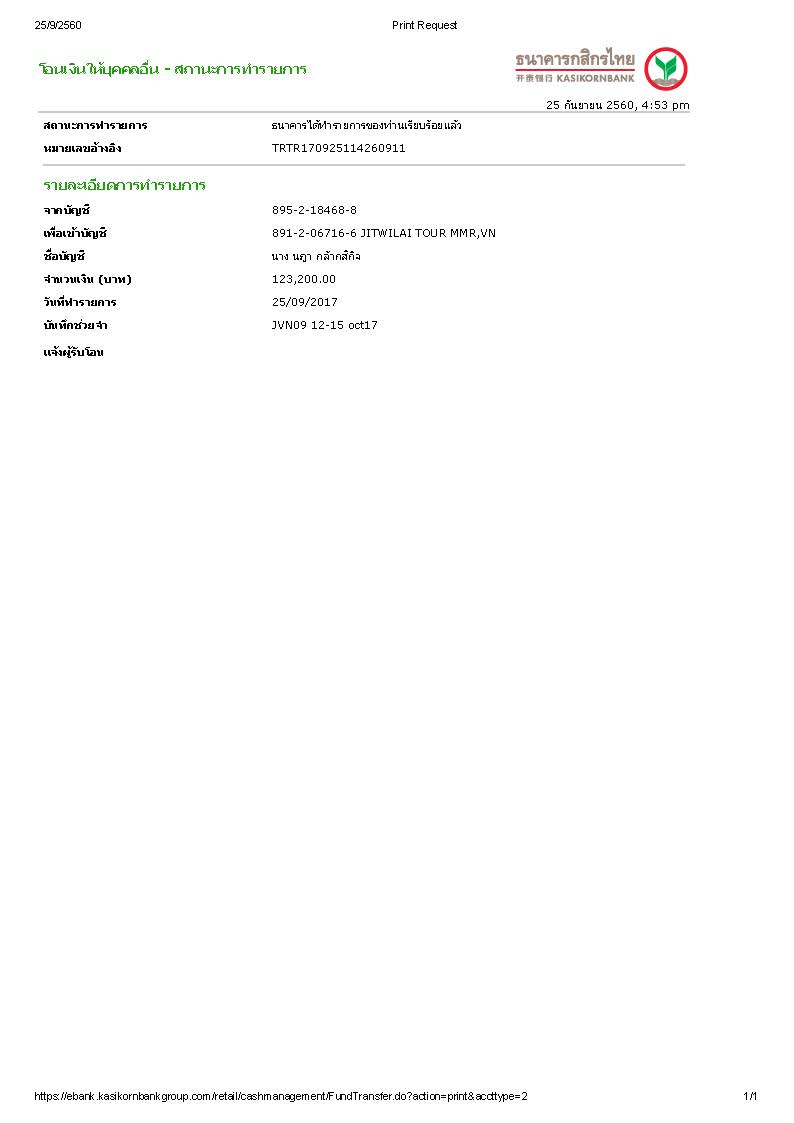 25/9/2560 Print Request
โอนเงินให้บุคคลอื่น - สถานะการทำรายการ
ธนาคารกสิกรไทย
开泰银行 KASIKORNBANK
25 กันยายน 2560, 4:53 pm
สถานะการทำรายการ ธนาคารได้ทำรายการของท่านเรียบร้อยแล้ว
หมายเลขอ้างอิง TRTR170925114260911
รายละเอียดการทำรายการ
จากบัญชี 895-2-18468-8
เพื่อเข้าบัญชี 891-2-06716-6 JITWILAI TOUR MMR,VN
ชื่อบัญชี นาง นฎา กล้ากสิกิจ
จำนวนเงิน (บาท) 123,200.00
วันที่ทำรายการ 25/09/2017
บันทึกช่วยจำ JVN09 12-15 oct17
แจ้งผู้รับโอน
https://ebank.kasikornbankgroup.com/retail/cashmanagement/FundTransfer.do?action=print&accttype=2 1/1